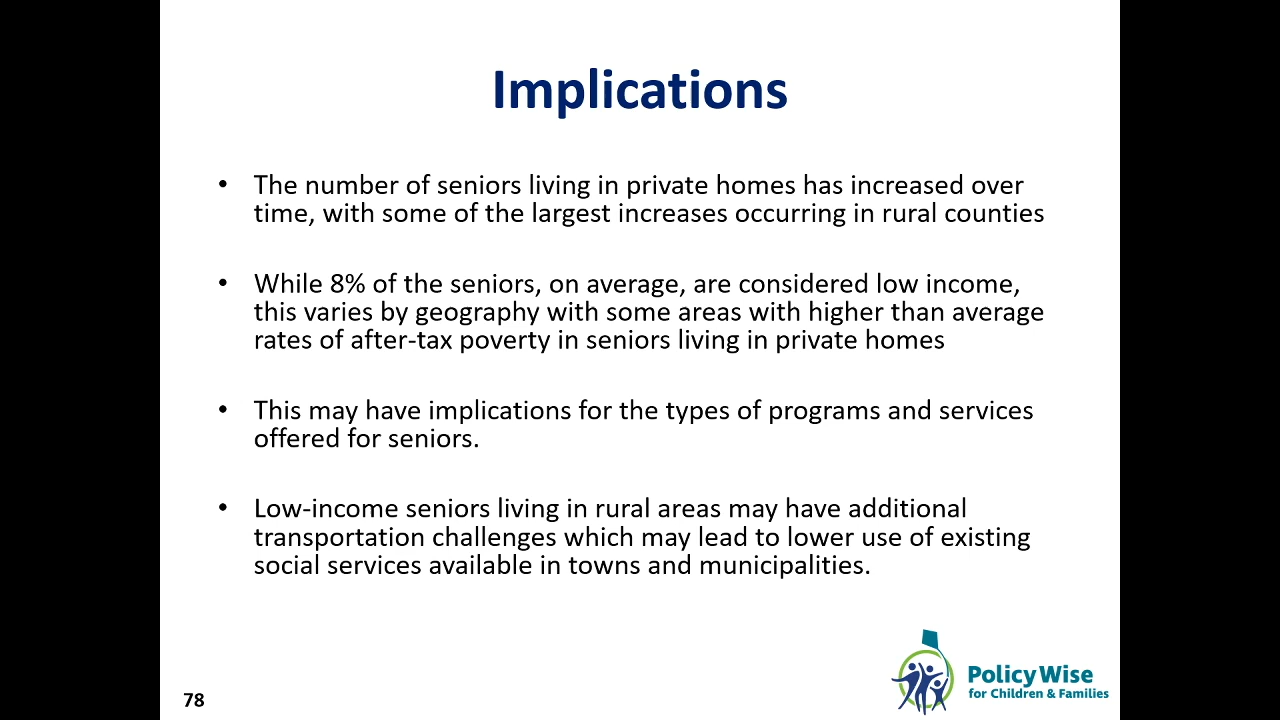 Implications
• The number of seniors living in private homes has increased over
time, with some of the largest increases occurring in rural counties
• While 8% of the seniors, on average, are considered low income,
this varies by geography with some areas with higher than average
rates of after-tax poverty in seniors living in private homes
• This may have implications for the types of programs and services
offered for seniors.
• Low-income seniors living in rural areas may have additional
transportation challenges which may lead to lower use of existing
social services available in towns and municipalities.
PolicyWise
for Children & Families
78